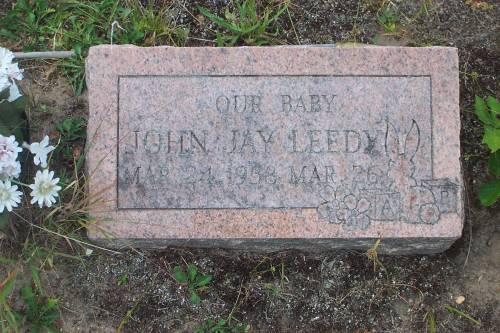 OUR BABY
JOHN JAY LEEDY
MAR. 24, 1958 MAR. 26
A